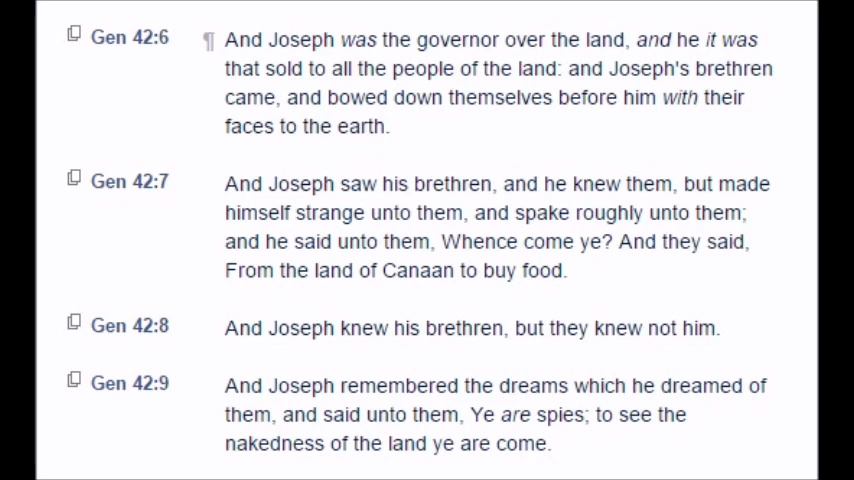 Gen 42:6 ¶ And Joseph was the governor over the land, and he it was
that sold to all the people of the land: and Joseph's brethren
came, and bowed down themselves before him with their
faces to the earth.
Gen 42:7 And Joseph saw his brethren, and he knew them, but made
himself strange unto them, and spake roughly unto them;
and he said unto them, Whence come ye? And they said,
From the land of Canaan to buy food.
Gen 42:8 And Joseph knew his brethren, but they knew not him.
Gen 42:9 And Joseph remembered the dreams which he dreamed of
them, and said unto them, Ye are spies; to see the
nakedness of the land ye are come.